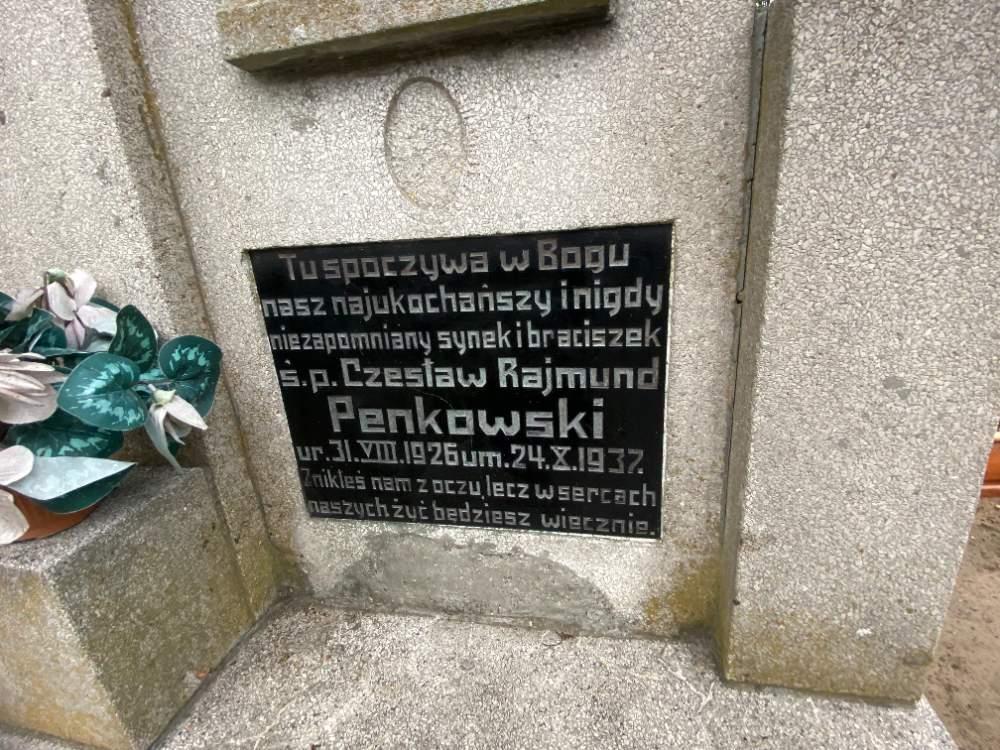 Tu spoczywa w Bogu
nasz najukochańszy i nigdy
niezapomniany synek i braciszek
ś.p. Czesław Rajmund
Penkowski
ur. 31.VIII.1926 um. 24.X.1937.
Znikłeś nam z oczu, lecz w sercach
naszych żyć będziesz wiecznie.